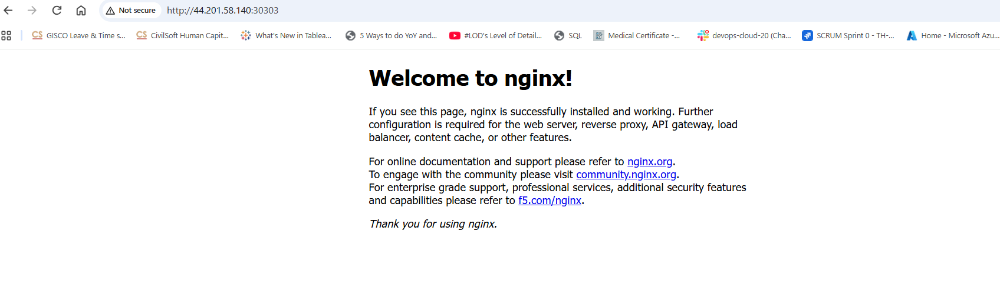 Not secure
http://44.201.58.140:30303
GISCO Leave & Time s...
CS CivilSoft Human Capit...
What's New in Tablea...
5 Ways to do YoY and...
#LOD's Level of Detail...
SQL
Medical Certificate -...
devops-cloud-20 (Cha...
SCRUM Sprint 0 - TH-...
Home - Microsoft Azu...
Welcome to nginx!
If you see this page, nginx is successfully installed and working. Further
configuration is required for the web server, reverse proxy, API gateway, load
balancer, content cache, or other features.
For online documentation and support please refer to nginx.org.
To engage with the community please visit community.nginx.org.
For enterprise grade support, professional services, additional security features
and capabilities please refer to f5.com/nginx.
Thank you for using nginx.